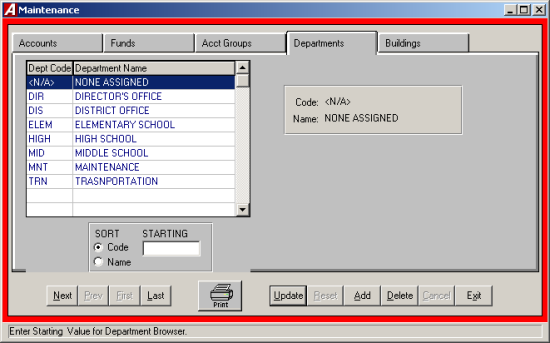 Maintenance
Accounts Funds Acct Groups Departments Buildings
Dept Code Department Name
<N/A> NONE ASSIGNED
DIR DIRECTOR'S OFFICE
DIS DISTRICT OFFICE
ELEM ELEMENTARY SCHOOL
HIGH HIGH SCHOOL
MID MIDDLE SCHOOL
MNT MAINTENANCE
TRN TRASNPORTATION
Code: <N/A>
Name: NONE ASSIGNED
SORT STARTING
Code
Name
Next Prev First Last Print Update Reset Add Delete Cancel Exit
Enter Starting Value for Department Browser.